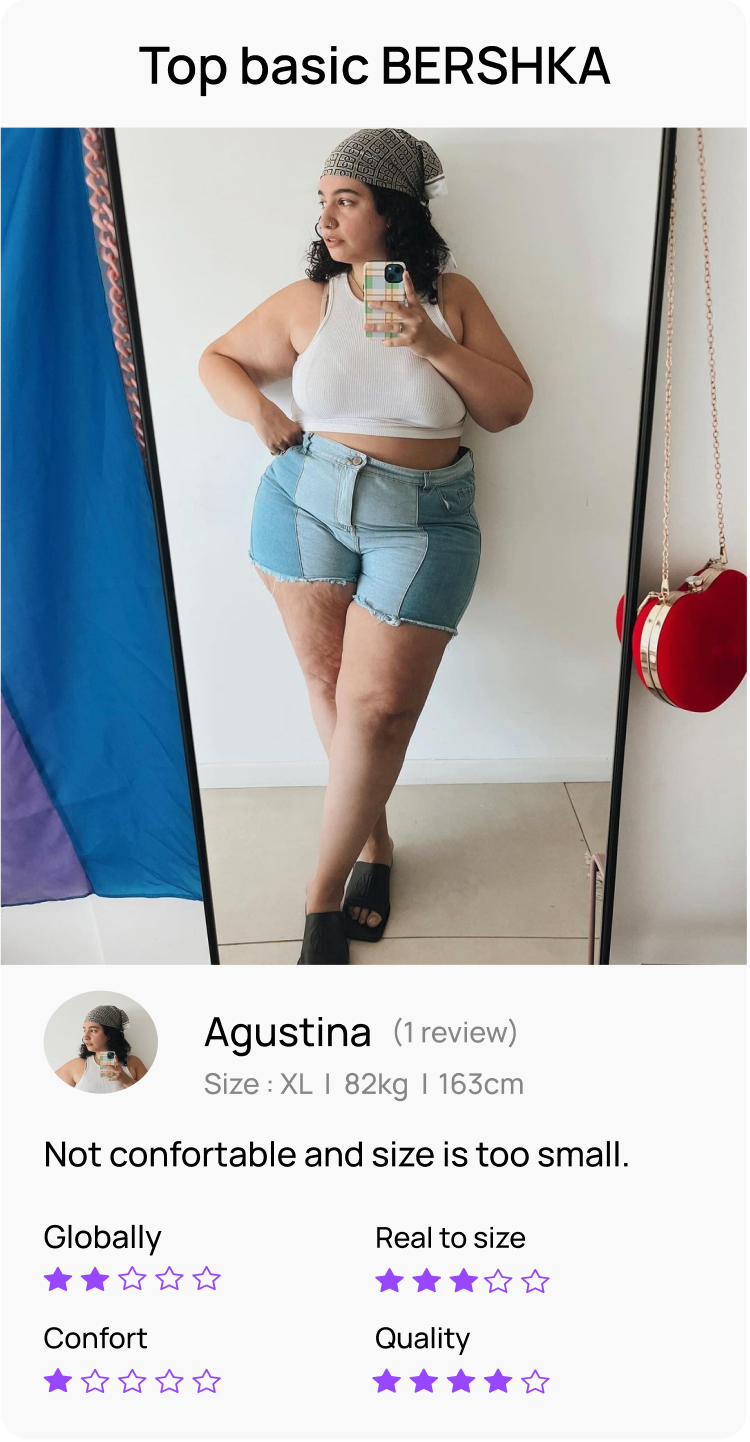 Top basic BERSHKA
Agustina (1 review)
Size : XL | 82kg | 163cm
Not confortable and size is too small.
Globally
Real to size
Confort
Quality